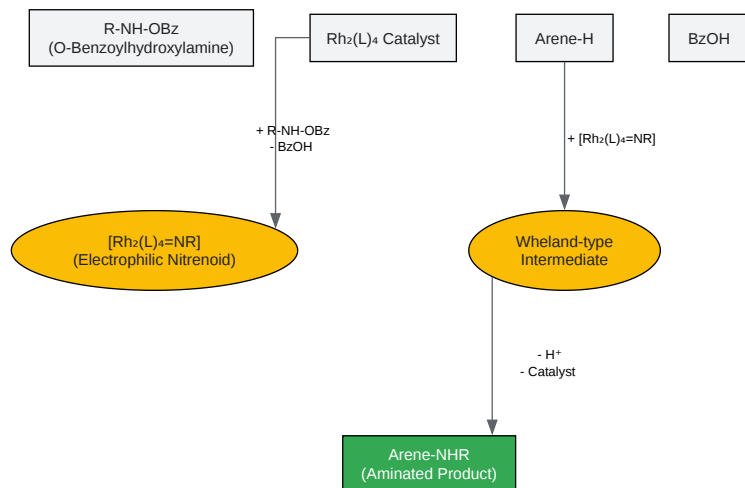 R-NH-OBz
(O-Benzoylhydroxylamine)
Rh₂(L)₄ Catalyst
Arene-H
BzOH
+ R-NH-OBz
- BzOH
+ [Rh₂(L)₄=NR]
[Rh₂(L)₄=NR]
(Electrophilic Nitrenoid)
Wheland-type
Intermediate
- H⁺
- Catalyst
Arene-NHR
(Aminated Product)